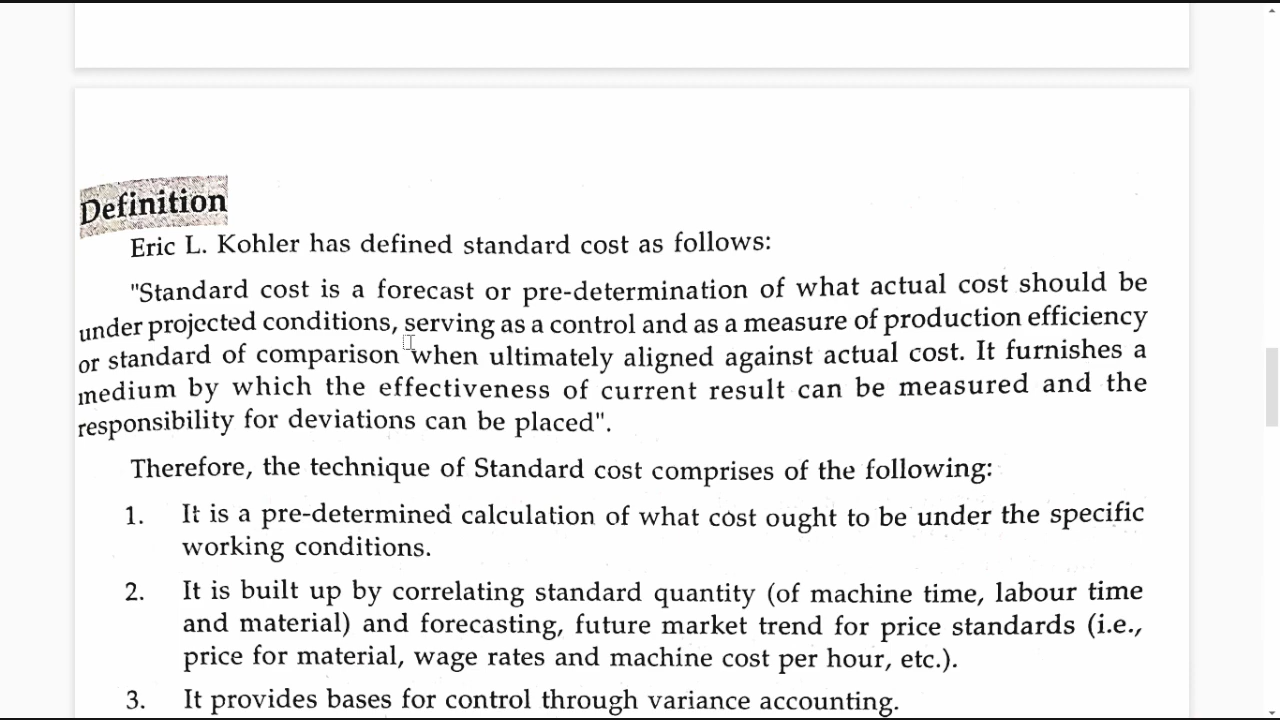 Definition
Eric L. Kohler has defined standard cost as follows:
"Standard cost is a forecast or pre-determination of what actual cost should be
under projected conditions, serving as a control and as a measure of production efficiency
or standard of comparison when ultimately aligned against actual cost. It furnishes a
medium by which the effectiveness of current result can be measured and the
responsibility for deviations can be placed".
Therefore, the technique of Standard cost comprises of the following:
1. It is a pre-determined calculation of what cost ought to be under the specific
working conditions.
2. It is built up by correlating standard quantity (of machine time, labour time
and material) and forecasting, future market trend for price standards (i.e.,
price for material, wage rates and machine cost per hour, etc.).
3. It provides bases for control through variance accounting.